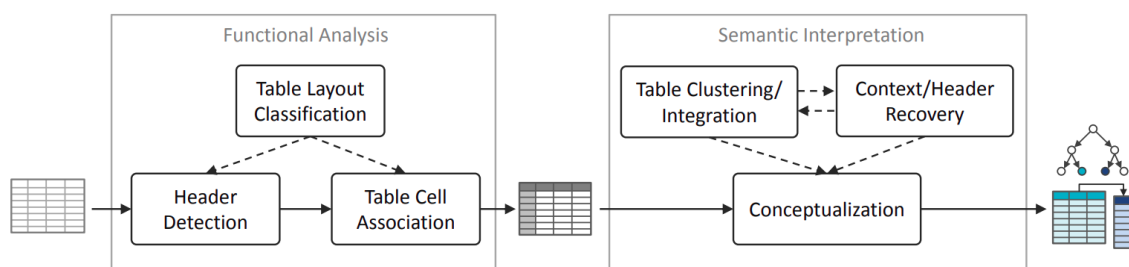 Functional Analysis
Table Layout
Classification
Header
Detection
Table Cell
Association
Semantic Interpretation
Table Clustering/
Integration
Context/Header
Recovery
Conceptualization